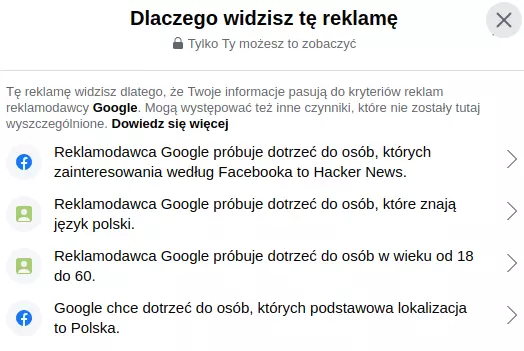 Dlaczego widzisz tę reklamę
Tylko Ty możesz to zobaczyć
Tę reklamę widzisz dlatego, że Twoje informacje pasują do kryteriów reklam
reklamodawcy Google. Mogą występować też inne czynniki, które nie zostały tutaj
wyszczególnione. Dowiedz się więcej
Reklamodawca Google próbuje dotrzeć do osób, których
zainteresowania według Facebooka to Hacker News.
Reklamodawca Google próbuje dotrzeć do osób, które znają
język polski.
Reklamodawca Google próbuje dotrzeć do osób w wieku od 18
do 60.
Google chce dotrzeć do osób, których podstawowa lokalizacja
to Polska.